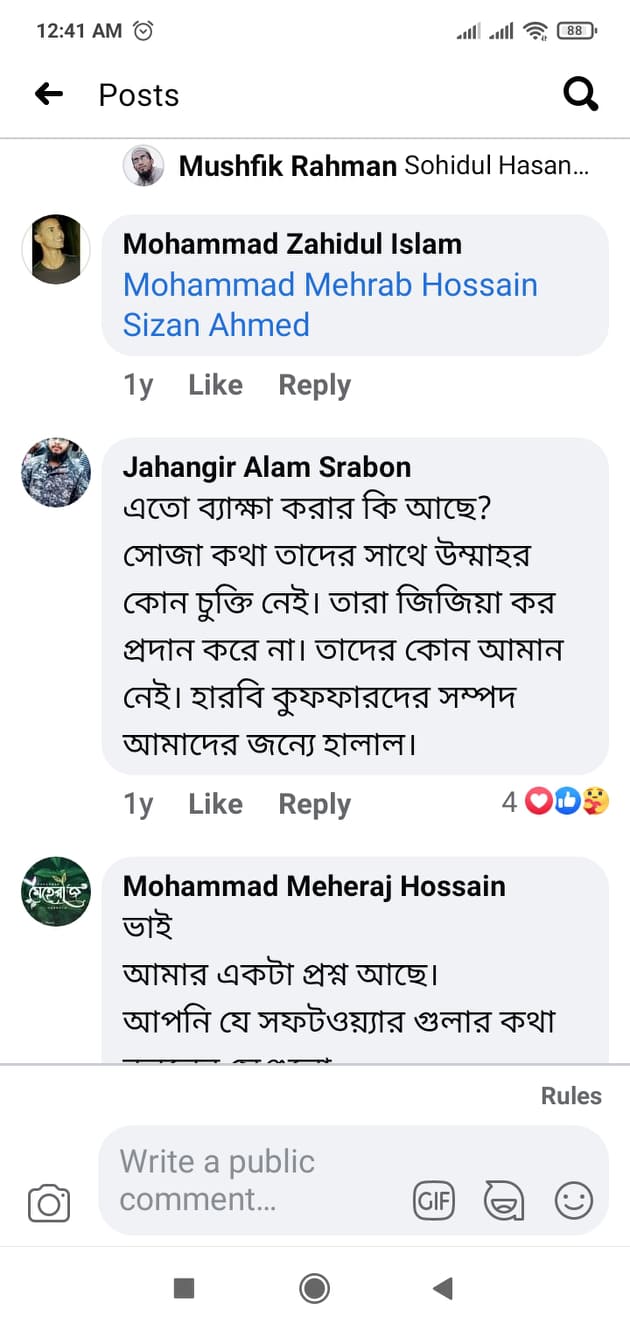 12:41 AM
88
Posts
Mushfik Rahman Sohidul Hasan...
Mohammad Zahidul Islam
Mohammad Mehrab Hossain
Sizan Ahmed
1y Like Reply
Jahangir Alam Srabon
এতো ব্যাক্ষা করার কি আছে?
সোজা কথা তাদের সাথে উম্মাহর
কোন চুক্তি নেই। তারা জিজিয়া কর
প্রদান করে না। তাদের কোন আমান
নেই। হারবি কুফফারদের সম্পদ
আমাদের জন্যে হালাল।
1y Like Reply 4
মেহেরাজ
Mohammad Meheraj Hossain
ভাই
আমার একটা প্রশ্ন আছে।
আপনি যে সফটওয়্যার গুলার কথা
Rules
Write a public
comment...
GIF